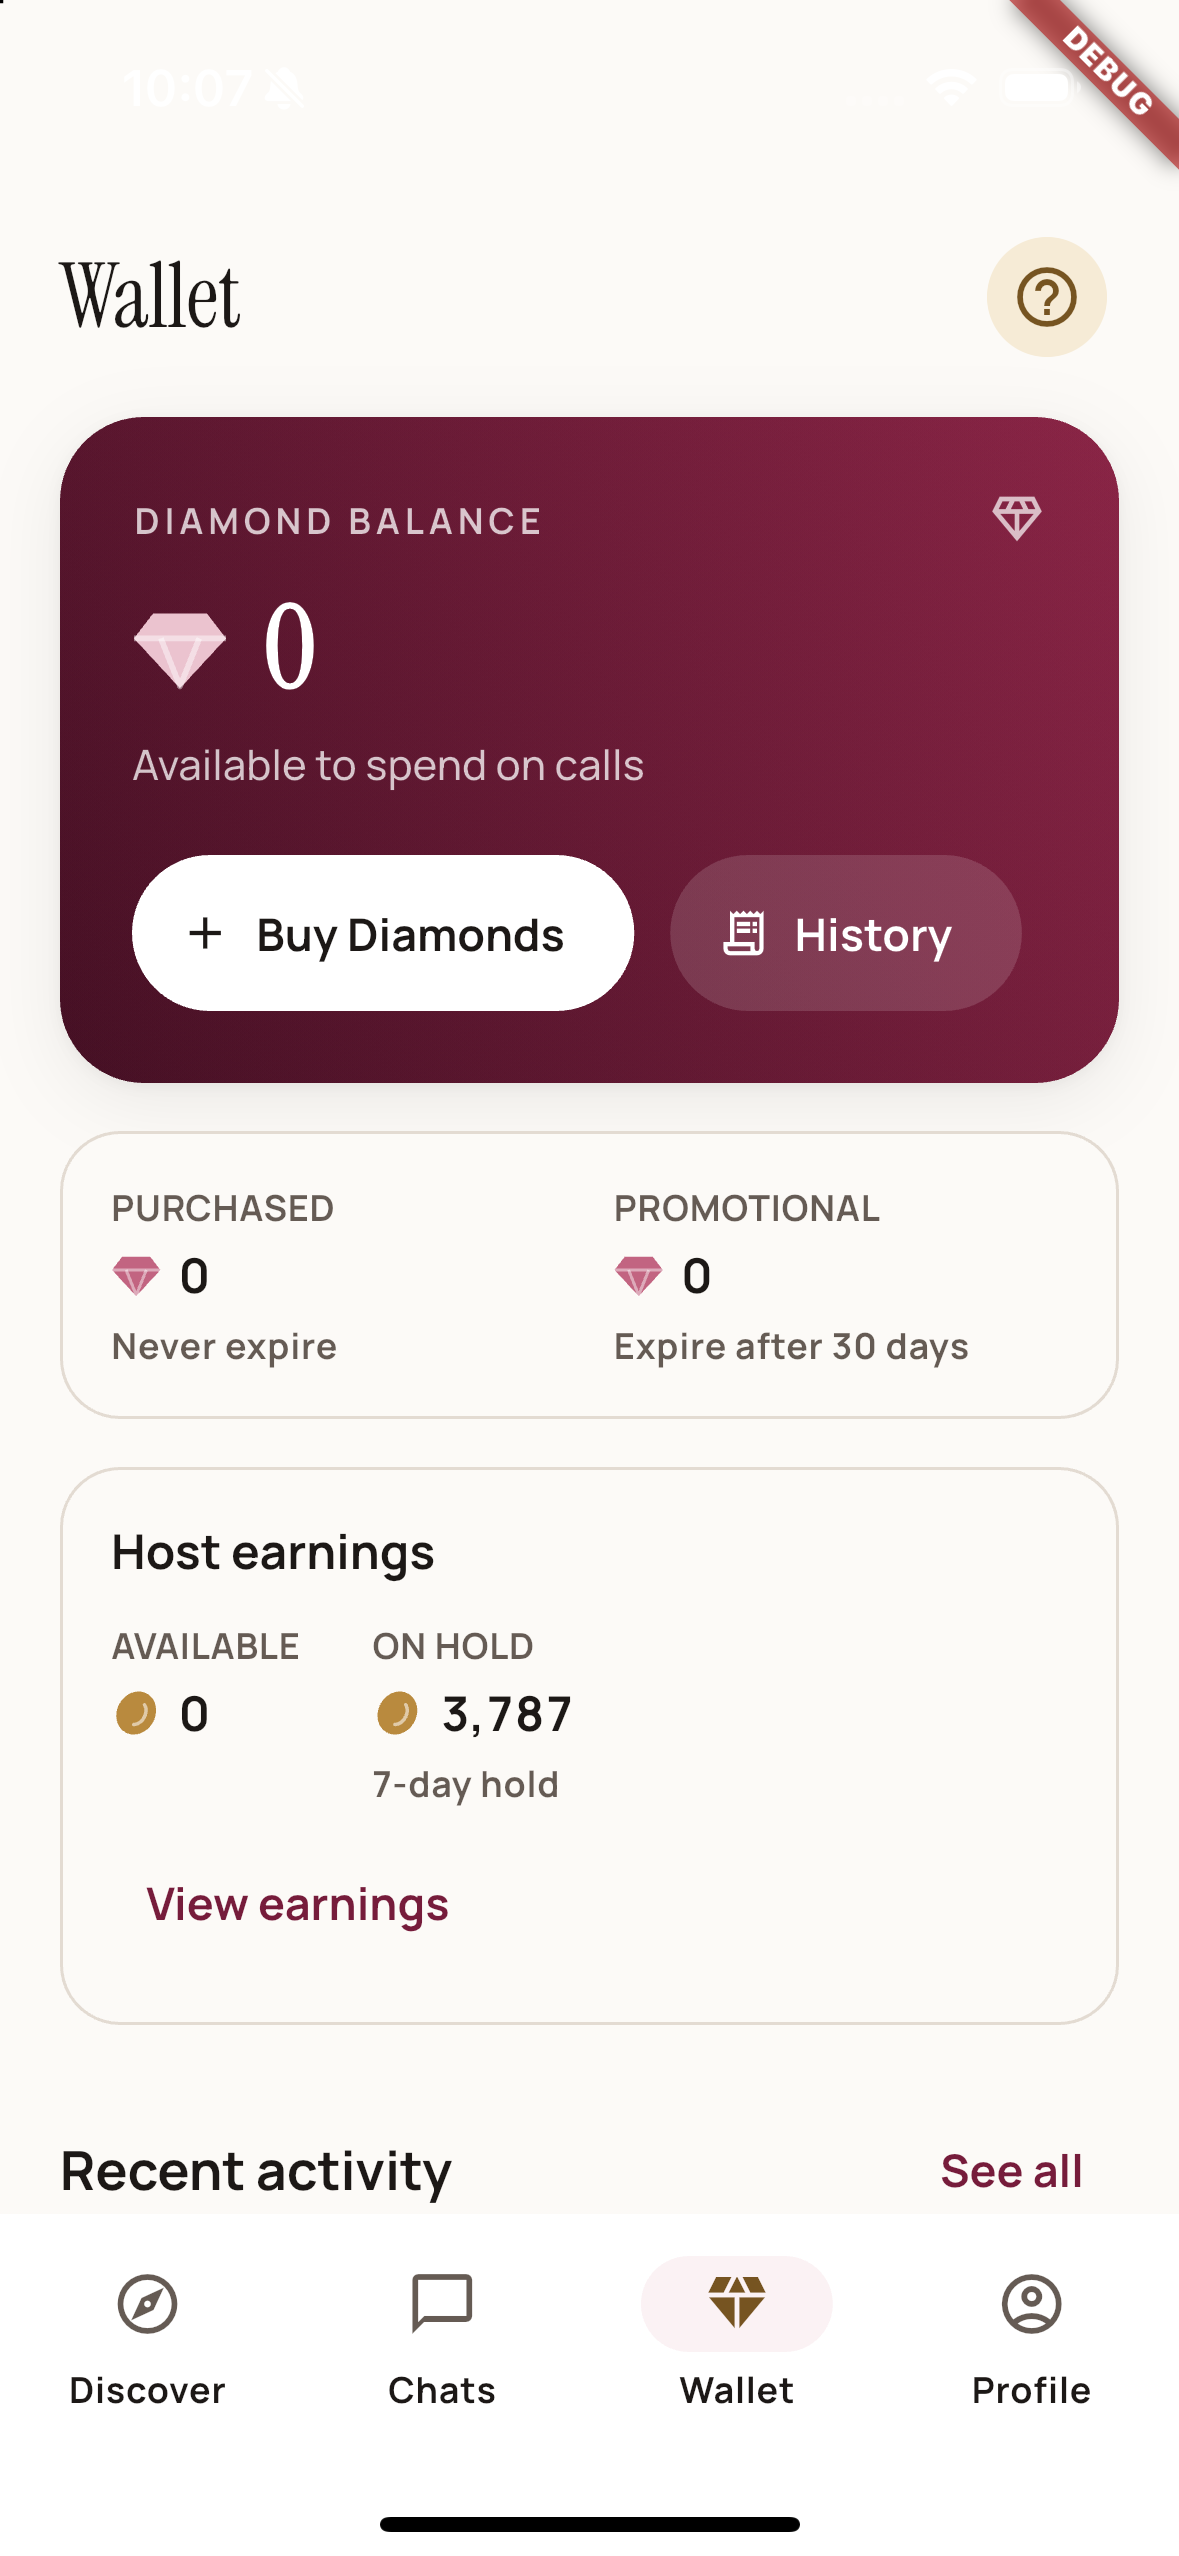 10:07
DEBUG
Wallet
DIAMOND BALANCE
0
Available to spend on calls
+ Buy Diamonds
History
PURCHASED
PROMOTIONAL
0
0
Never expire
Expire after 30 days
Host earnings
AVAILABLE
ON HOLD
0
3,787
7-day hold
View earnings
Recent activity
See all
Discover
Chats
Wallet
Profile